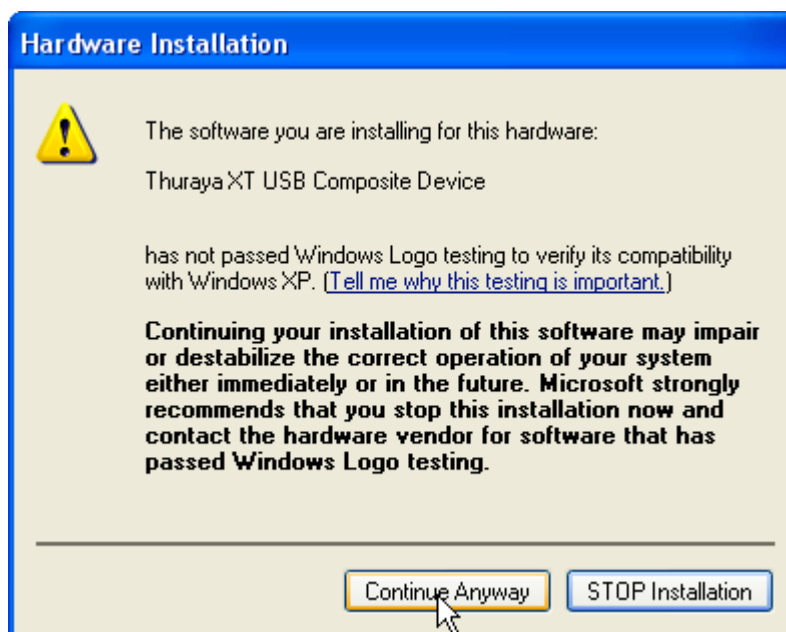 Hardware Installation
The software you are installing for this hardware:
Thuraya XT USB Composite Device
has not passed Windows Logo testing to verify its compatibility
with Windows XP. (Tell me why this testing is important.)
Continuing your installation of this software may impair
or destabilize the correct operation of your system
either immediately or in the future. Microsoft strongly
recommends that you stop this installation now and
contact the hardware vendor for software that has
passed Windows Logo testing.
Continue Anyway STOP Installation